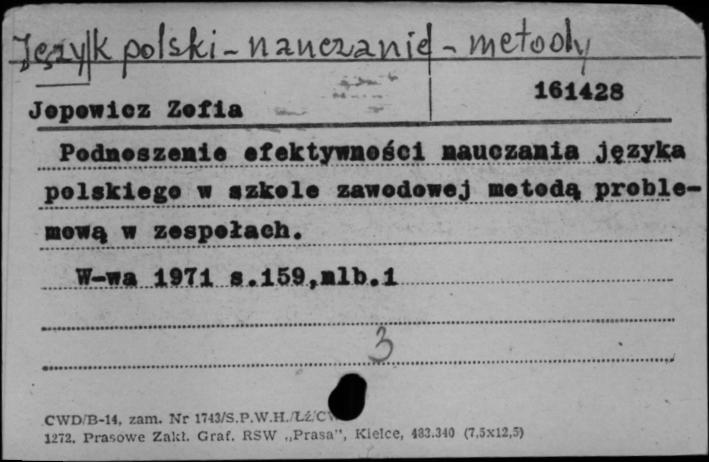 Język polski - nauczanie - metody
161428
Jopowicz Zofia
Podnoszenie efektywności nauczania języka
polskiego w szkole zawodowej metodą proble-
mową w zespołach.
W-wa 1971 s.159,nlb.1
3
CWD/B-14, zam. Nr 1743/S.P.W.H./Łź/
1272. Prasowe Zakł. Graf. RSW „Prasa", Kielce, 483.340 (7,5x12,5)